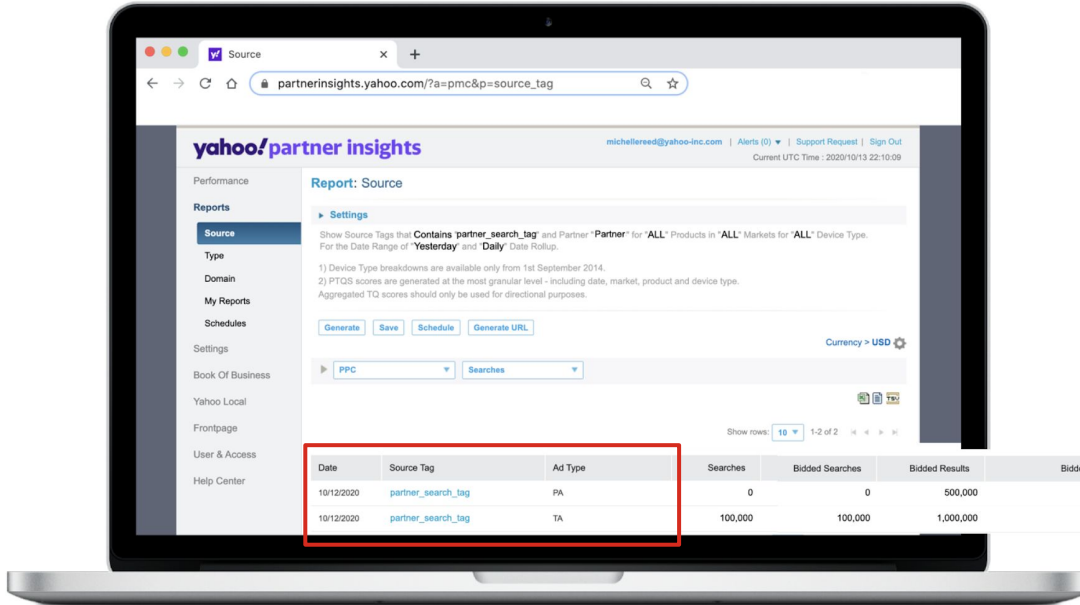 y! Source × +
partnerinsights.yahoo.com/?a=pmc&p=source_tag
yahoo!partner insights
michellereed@yahoo-inc.com | Alerts (0) ▼ | Support Request | Sign Out
Current UTC Time : 2020/10/13 22:10:09
Performance
Reports
Source
Type
Domain
My Reports
Schedules
Settings
Book Of Business
Yahoo Local
Frontpage
User & Access
Help Center
Report: Source
Settings
Show Source Tags that Contains "partner_search_tag" and Partner "Partner" for "ALL" Products in "ALL" Markets for "ALL" Device Type.
For the Date Range of "Yesterday" and "Daily" Date Rollup.
1) Device Type breakdowns are available only from 1st September 2014.
2) PTQS scores are generated at the most granular level - including date, market, product and device type.
Aggregated TQ scores should only be used for directional purposes.
Generate Save Schedule Generate URL
Currency > USD
PPC Searches
TSV
Show rows: 10 1-2 of 2
Date Source Tag Ad Type Searches Bidded Searches Bidded Results Bidde
10/12/2020 partner_search_tag PA 0 0 500,000
10/12/2020 partner_search_tag TA 100,000 100,000 1,000,000